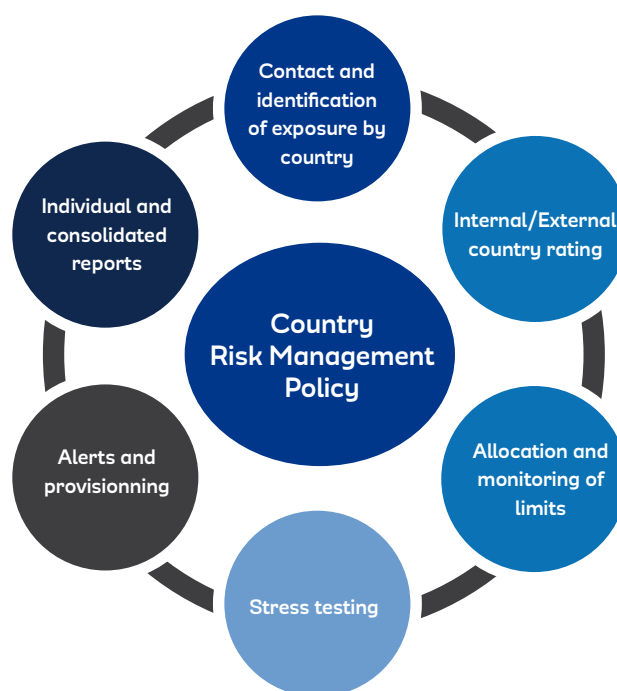 Contact and
identification
of exposure by
country
Internal/External
country rating
Allocation and
monitoring of
limits
Stress testing
Alerts and
provisionning
Individual and
consolidated
reports
Country
Risk Management
Policy